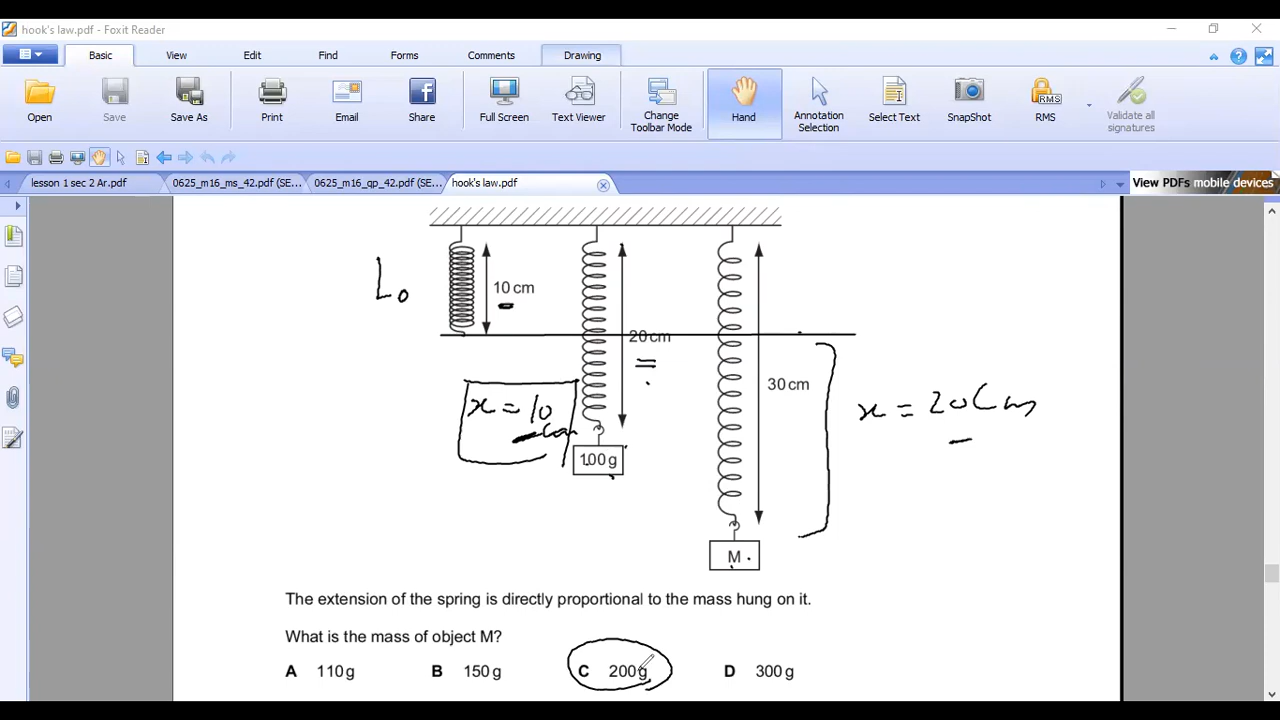 hook's law.pdf - Foxit Reader
Basic View Edit Find Forms Comments Drawing
Open Save Save As Print Email Share Full Screen Text Viewer Change Toolbar Mode Hand Annotation Selection Select Text SnapShot RMS Validate all signatures
lesson 1 sec 2 Ar.pdf 0625_m16_ms_42.pdf (SE... 0625_m16_qp_42.pdf (SE... hook's law.pdf View PDFs mobile devices
L₀
10 cm
20 cm
30 cm
x = 10 cm
x = 20 cm
100 g
M
The extension of the spring is directly proportional to the mass hung on it.
What is the mass of object M?
A 110 g B 150 g C 200 g D 300 g